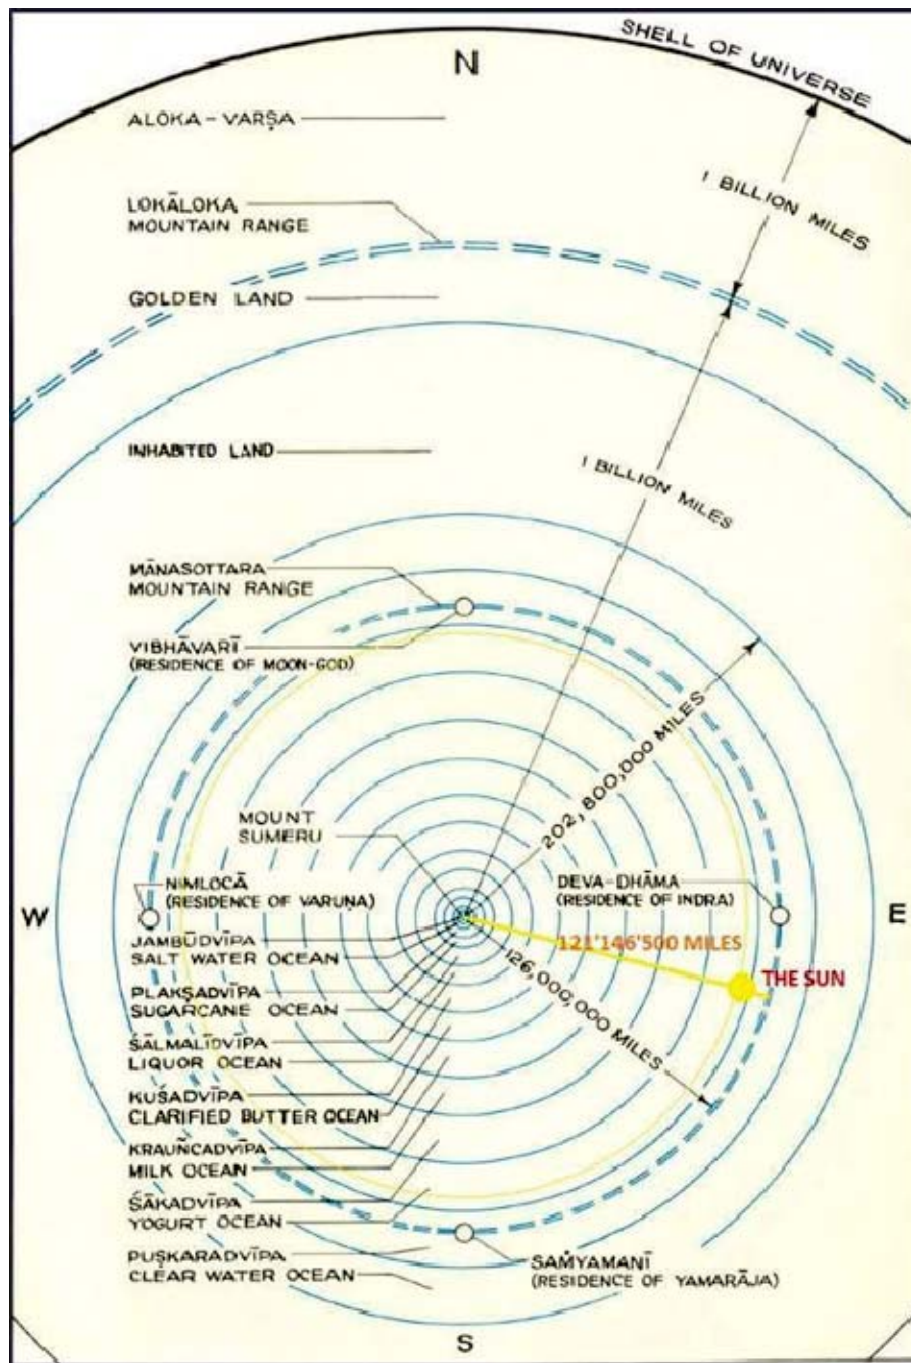 SHELL OF UNIVERSE
N
ALOKA-VARṢA
1 BILLION MILES
LOKĀLOKA
MOUNTAIN RANGE
GOLDEN LAND
INHABITED LAND
1 BILLION MILES
MĀNASOTTARA
MOUNTAIN RANGE
VIBHĀVARĪ
(RESIDENCE OF MOON-GOD)
202,800,000 MILES
MOUNT
SUMERU
NIMLOCĀ
(RESIDENCE OF VARUṆA)
DEVA-DHĀMA
(RESIDENCE OF INDRA)
W
E
JAMBŪDVĪPA
SALT WATER OCEAN
121'146'500 MILES
THE SUN
126,000,000 MILES
PLAKṢADVĪPA
SUGARCANE OCEAN
ŚĀLMALĪDVĪPA
LIQUOR OCEAN
KUŚADVĪPA
CLARIFIED BUTTER OCEAN
KRAUÑCADVĪPA
MILK OCEAN
ŚĀKADVĪPA
YOGURT OCEAN
PUṢKARADVĪPA
CLEAR WATER OCEAN
SAṀYAMANĪ
(RESIDENCE OF YAMARĀJA)
S